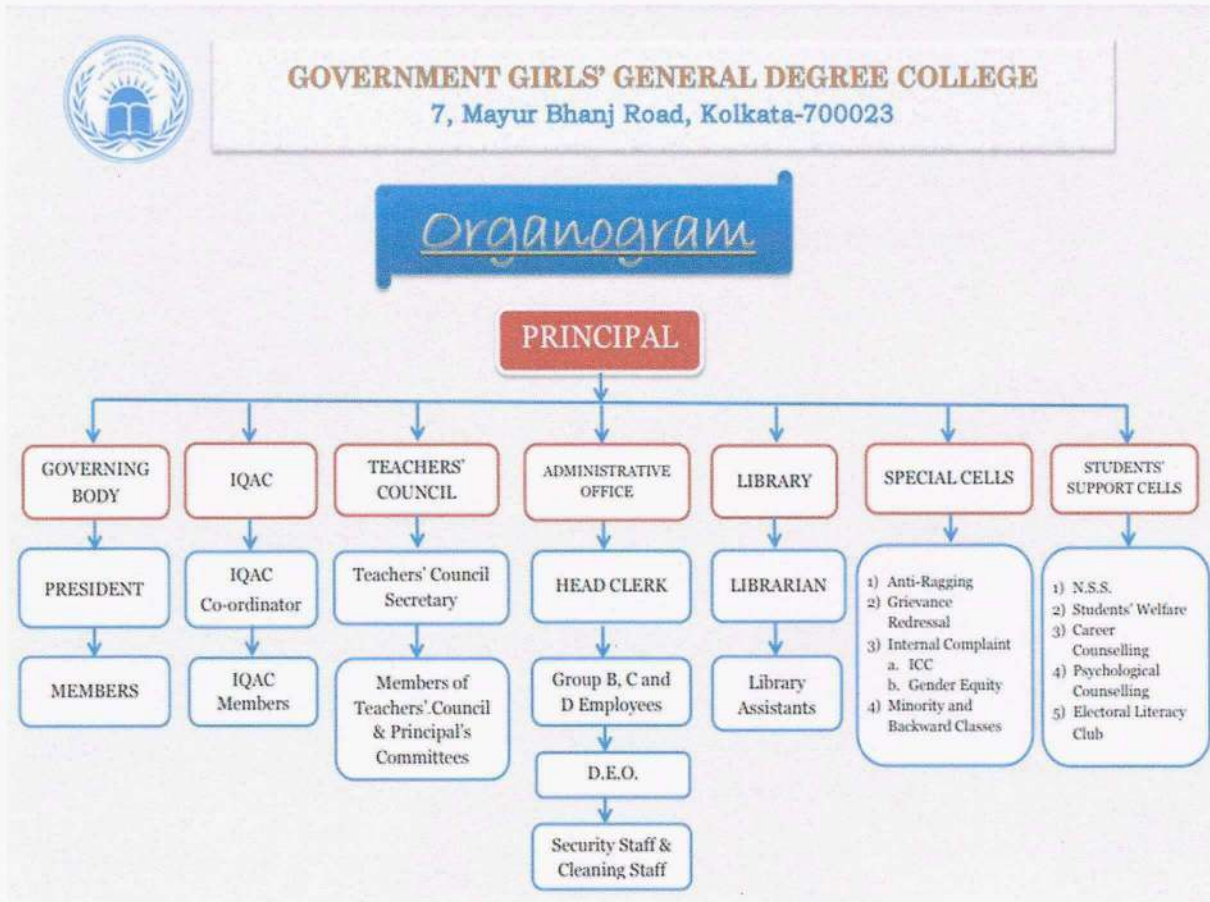 GOVERNMENT GIRLS' GENERAL DEGREE COLLEGE
7, Mayur Bhanj Road, Kolkata-700023
Organogram
PRINCIPAL
GOVERNING
BODY
IQAC
TEACHERS'
COUNCIL
ADMINISTRATIVE
OFFICE
LIBRARY
SPECIAL CELLS
STUDENTS'
SUPPORT CELLS
PRESIDENT
IQAC
Co-ordinator
Teachers' Council
Secretary
HEAD CLERK
LIBRARIAN
1) Anti-Ragging
2) Grievance
Redressal
3) Internal Complaint
a. ICC
b. Gender Equity
4) Minority and
Backward Classes
1) N.S.S.
2) Students' Welfare
3) Career
Counselling
4) Psychological
Counselling
5) Electoral Literacy
Club
MEMBERS
IQAC
Members
Members of
Teachers' Council
& Principal's
Committees
Group B, C and
D Employees
Library
Assistants
D.E.O.
Security Staff &
Cleaning Staff